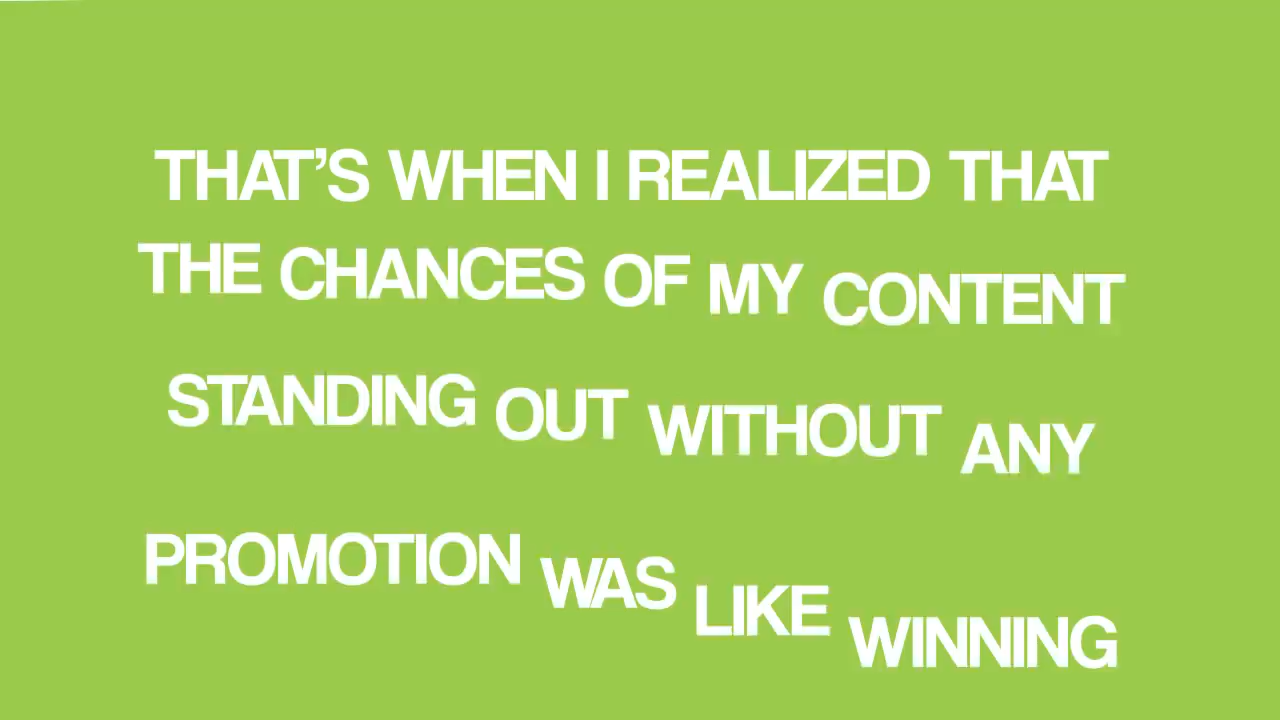 THAT’S WHEN I REALIZED THAT
THE CHANCES OF MY CONTENT
STANDING OUT WITHOUT ANY
PROMOTION WAS LIKE WINNING